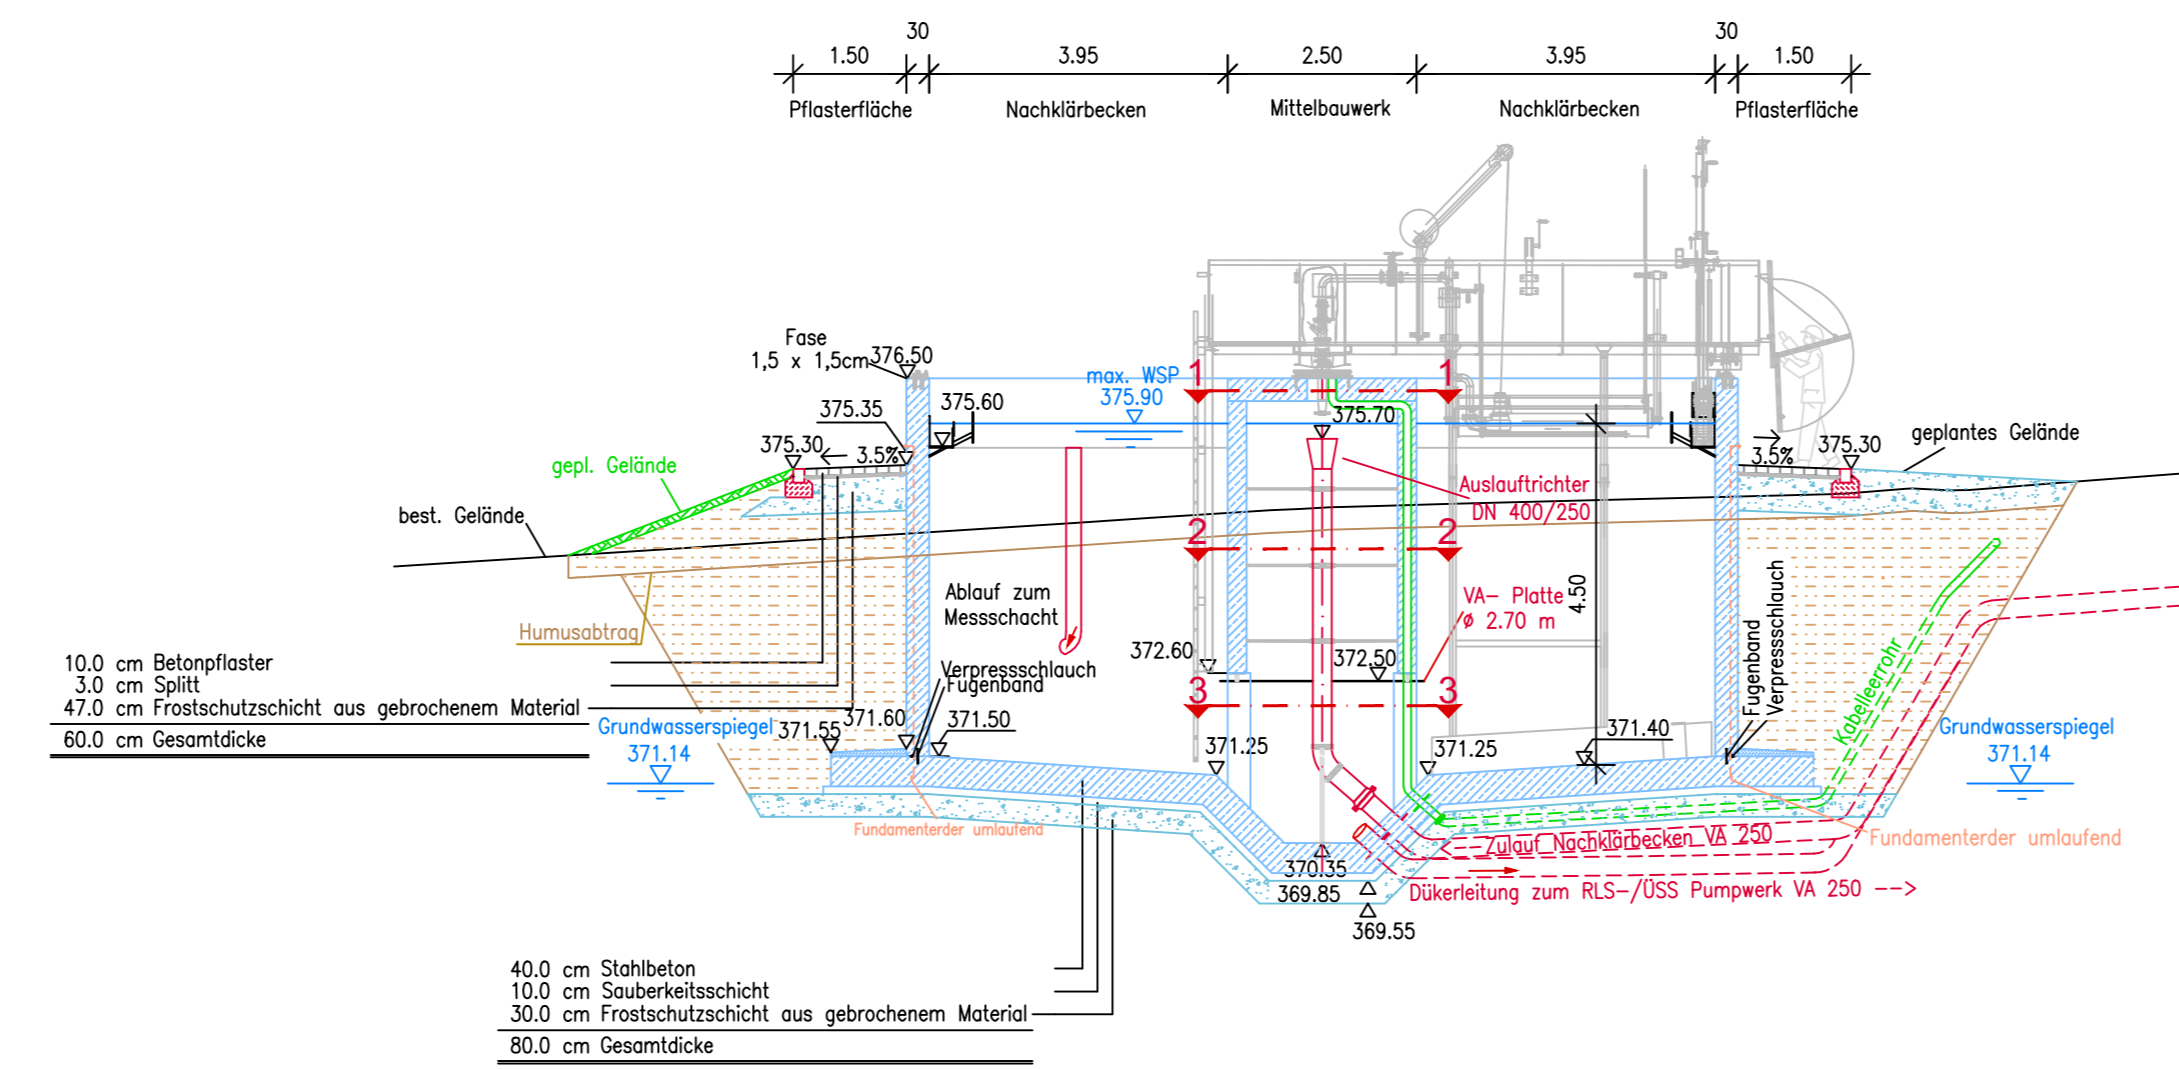 30
30
1.50
3.95
2.50
3.95
1.50
Pflasterfläche
Nachklärbecken
Mittelbauwerk
Nachklärbecken
Pflasterfläche
Fase
1,5 x 1,5cm
376.50
max. WSP
375.90
1
1
375.35
375.60
375.70
375.30
3.5%
3.5%
375.30
geplantes Gelände
gepl. Gelände
Auslauftrichter
DN 400/250
best. Gelände
2
2
Ablauf zum
Messschacht
VA- Platte
ø 2.70 m
4.50
Humusabtrag
372.60
372.50
Verpressschlauch
Fugenband
Fugenband
Verpressschlauch
Kabelleerrohr
10.0 cm Betonpflaster
3.0 cm Splitt
47.0 cm Frostschutzschicht aus gebrochenem Material
60.0 cm Gesamtdicke
3
3
Grundwasserspiegel
371.14
371.55
371.60
371.50
371.25
371.25
371.40
Grundwasserspiegel
371.14
Fundamenterder umlaufend
Zulauf Nachklärbecken VA 250
Fundamenterder umlaufend
370.35
369.85
Dükerleitung zum RLS-/ÜSS Pumpwerk VA 250 -->
369.55
40.0 cm Stahlbeton
10.0 cm Sauberkeitsschicht
30.0 cm Frostschutzschicht aus gebrochenem Material
80.0 cm Gesamtdicke